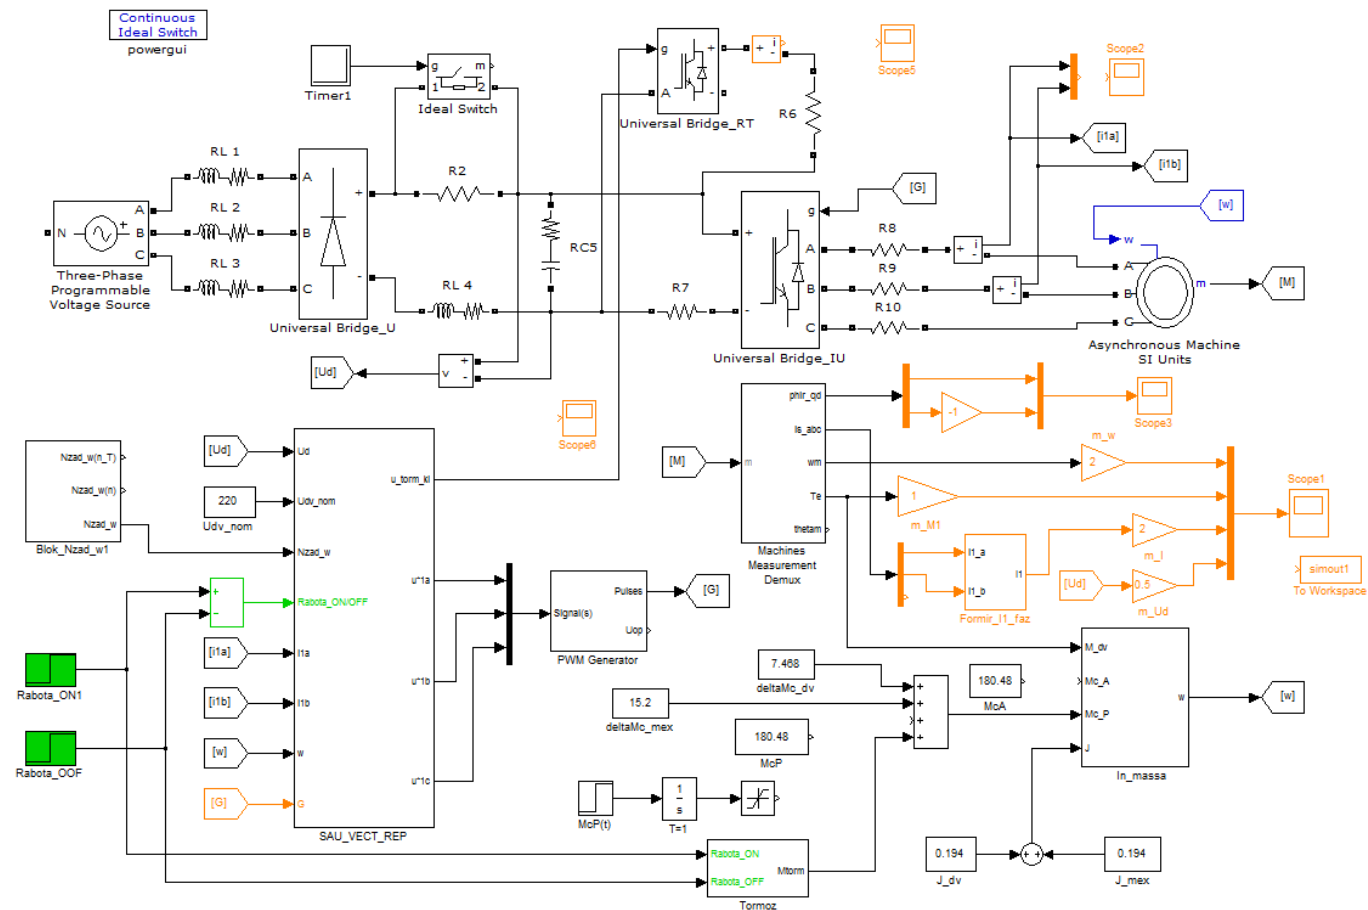 Continuous
Ideal Switch
powergui
Timer1
g
m
1
2
Ideal Switch
g
+
A
-
Universal Bridge_RT
+
i
-
R6
Scope5
Scope2
[i1a]
[i1b]
[w]
[G]
RL 1
RL 2
RL 3
N
+
A
B
C
Three-Phase
Programmable
Voltage Source
A
B
C
+
-
Universal Bridge_U
R2
RC5
RL 4
R7
g
+
-
A
B
C
Universal Bridge_IU
R8
R9
R10
+
i
-
+
i
-
w
A
B
C
m
Asynchronous Machine
SI Units
[M]
[Ud]
v
+
-
Scope6
Nzad_w(n_T)
Nzad_w(n)
Nzad_w
Blok_Nzad_w1
[Ud]
220
Udv_nom
+
−
[i1a]
[i1b]
[w]
[G]
Rabota_ON1
Rabota_OOF
Ud
Udv_nom
Nzad_w
Rabota_ON/OFF
I1a
I1b
w
G
u_torm_kl
u^1a
u^1b
u^1c
SAU_VECT_REP
Signal(s)
Pulses
Uop
PWM Generator
[G]
[M]
m
phir_qd
is_abc
wm
Te
thetam
Machines
Measurement
Demux
-1
Scope3
m_w
2
1
m_M1
I1_a
I1_b
I1
Formir_I1_faz
2
m_I
[Ud]
0.5
m_Ud
Scope1
simout1
To Workspace
7.468
deltaMc_dv
15.2
deltaMc_mex
180.48
McP
+
+
+
+
180.48
McA
M_dv
Mc_A
Mc_P
J
w
In_massa
[w]
McP(t)
1
s
T=1
Rabota_ON
Rabota_OFF
Mtorm
Tormoz
0.194
J_dv
+ +
0.194
J_mex